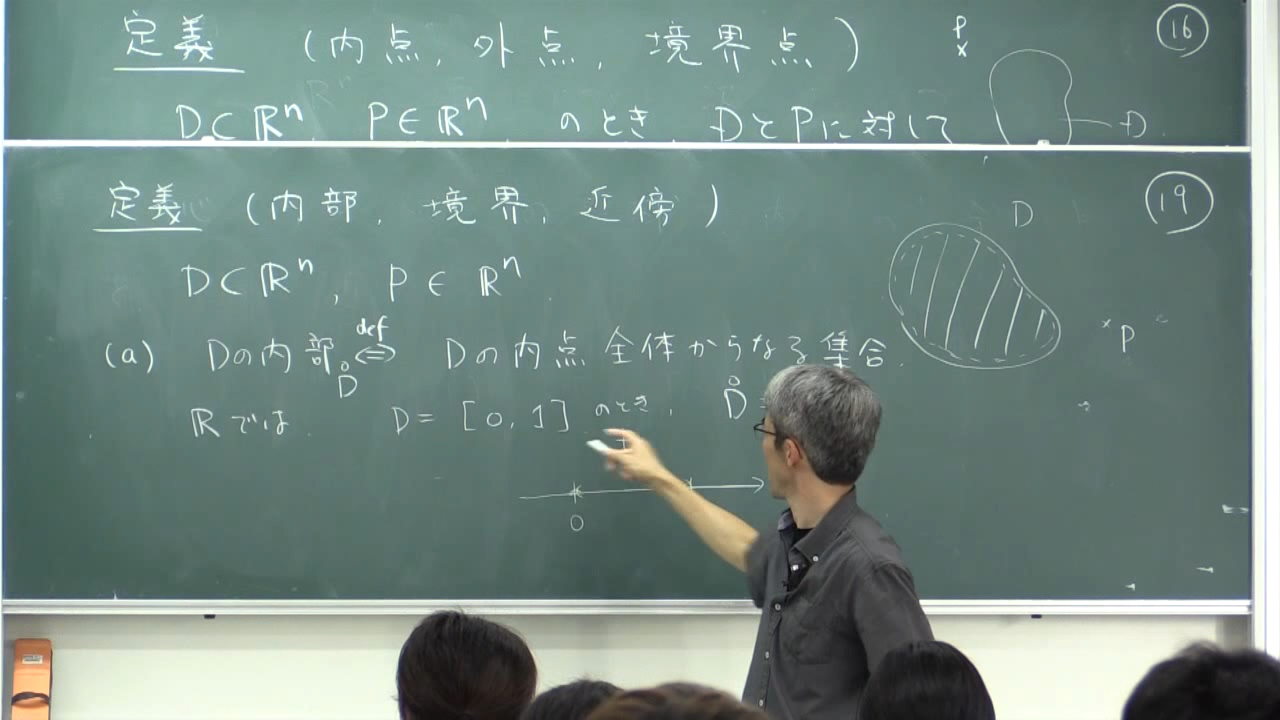 定義 (内点, 外点, 境界点) P × ⑯
D⊂ℝⁿ, P∈ℝⁿ のとき, DとPに対して D
定義 (内部, 境界, 近傍) D ⑲
D⊂ℝⁿ, P∈ℝⁿ.
(a) Dの内部 D̊ ⇔def Dの内点全体からなる集合. × P
ℝでは D = [0, 1] のとき, D̊ =
0